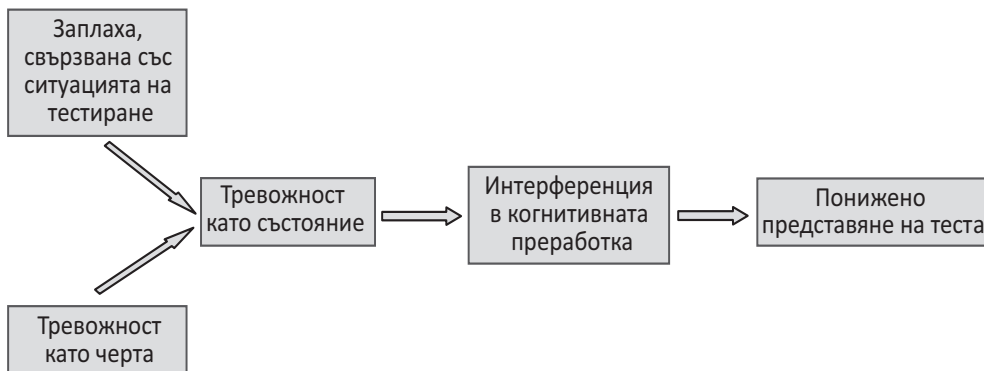 Заплаха,
свързвана със
ситуацията на
тестиране
Тревожност
като състояние
Интерференция
в когнитивната
преработка
Понижено
представяне на теста
Тревожност
като черта